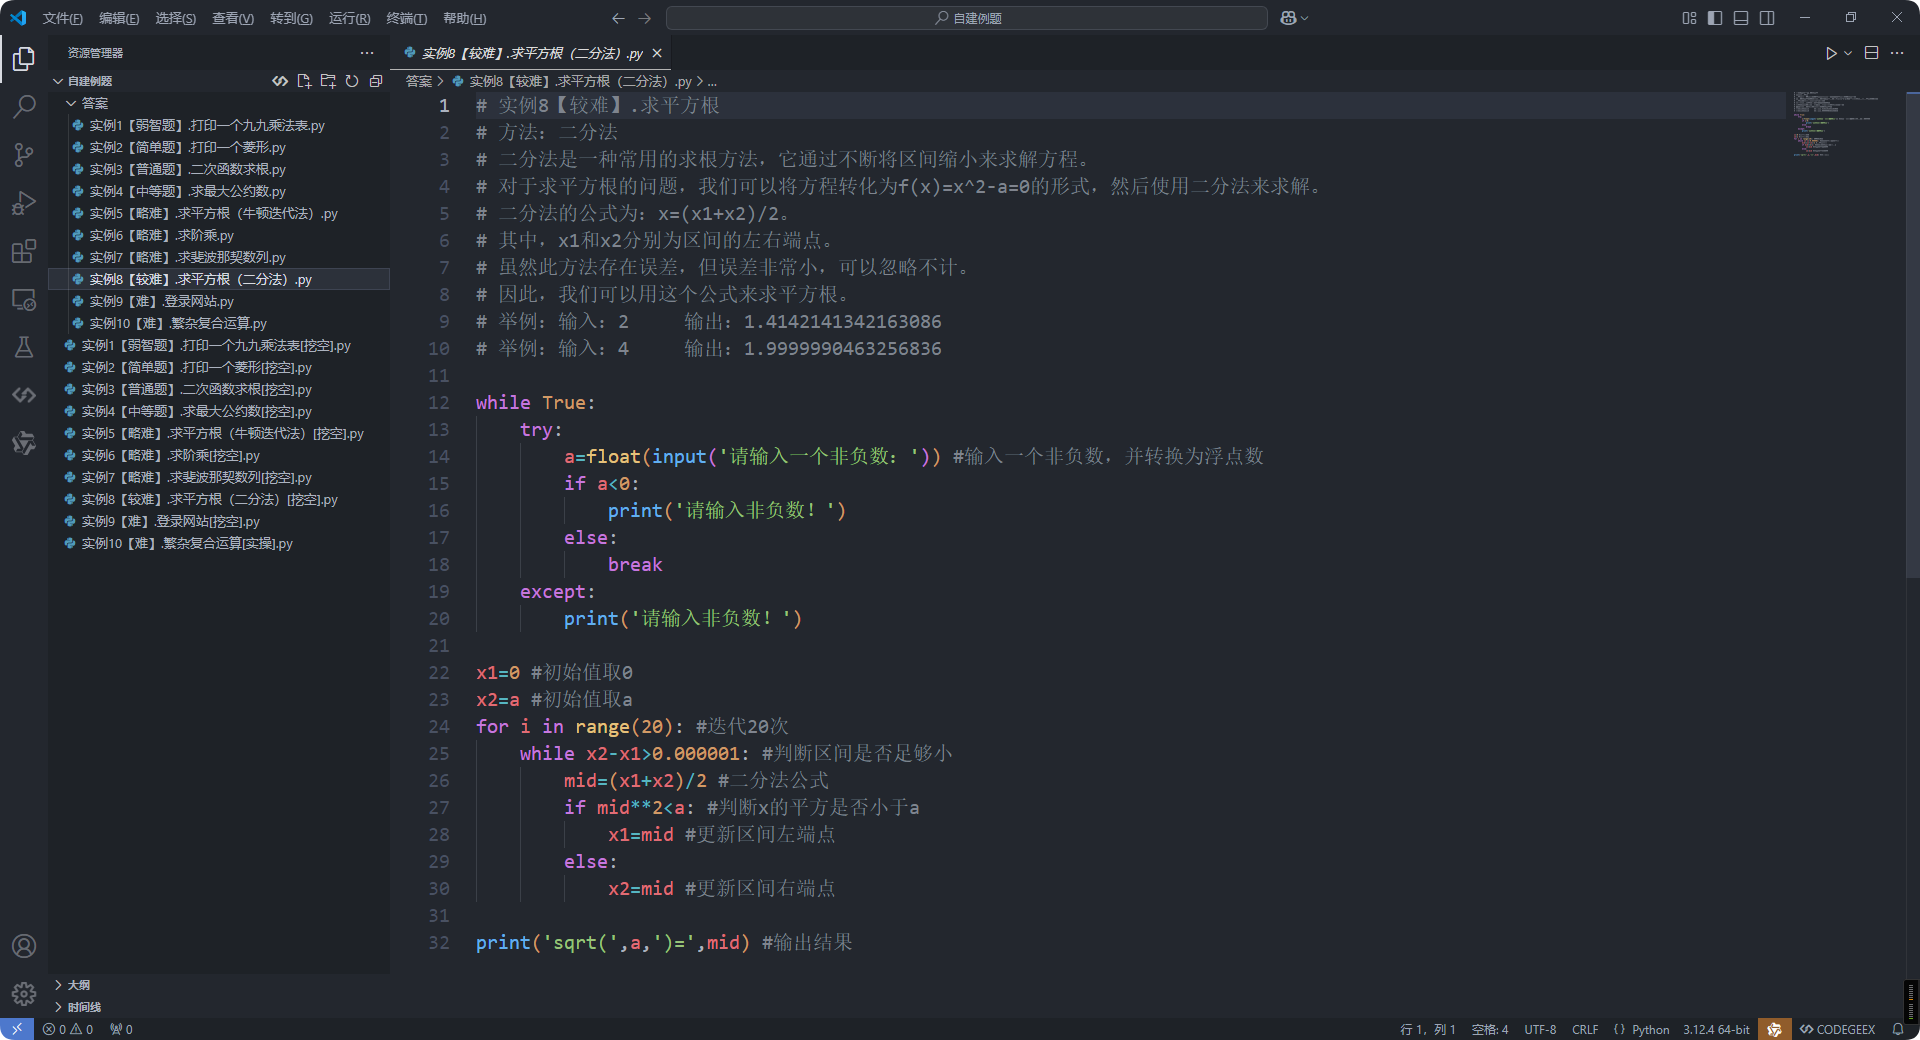 文件(F) 编辑(E) 选择(S) 查看(V) 转到(G) 运行(R) 终端(T) 帮助(H) 自建例题
资源管理器
自建例题
答案
实例1【弱智题】.打印一个九九乘法表.py
实例2【简单题】.打印一个菱形.py
实例3【普通题】.二次函数求根.py
实例4【中等题】.求最大公约数.py
实例5【略难】.求平方根（牛顿迭代法）.py
实例6【略难】.求阶乘.py
实例7【略难】.求斐波那契数列.py
实例8【较难】.求平方根（二分法）.py
实例9【难】.登录网站.py
实例10【难】.繁杂复合运算.py
实例1【弱智题】.打印一个九九乘法表[挖空].py
实例2【简单题】.打印一个菱形[挖空].py
实例3【普通题】.二次函数求根[挖空].py
实例4【中等题】.求最大公约数[挖空].py
实例5【略难】.求平方根（牛顿迭代法）[挖空].py
实例6【略难】.求阶乘[挖空].py
实例7【略难】.求斐波那契数列[挖空].py
实例8【较难】.求平方根（二分法）[挖空].py
实例9【难】.登录网站[挖空].py
实例10【难】.繁杂复合运算[实操].py
大纲
时间线
实例8【较难】.求平方根（二分法）.py
答案 > 实例8【较难】.求平方根（二分法）.py > ...
1 # 实例8【较难】.求平方根
2 # 方法：二分法
3 # 二分法是一种常用的求根方法，它通过不断将区间缩小来求解方程。
4 # 对于求平方根的问题，我们可以将方程转化为f(x)=x^2-a=0的形式，然后使用二分法来求解。
5 # 二分法的公式为：x=(x1+x2)/2。
6 # 其中，x1和x2分别为区间的左右端点。
7 # 虽然此方法存在误差，但误差非常小，可以忽略不计。
8 # 因此，我们可以用这个公式来求平方根。
9 # 举例：输入：2     输出：1.4142141342163086
10 # 举例：输入：4     输出：1.9999990463256836
11
12 while True:
13     try:
14         a=float(input('请输入一个非负数：')) #输入一个非负数，并转换为浮点数
15         if a<0:
16             print('请输入非负数！')
17         else:
18             break
19     except:
20         print('请输入非负数！')
21
22 x1=0 #初始值取0
23 x2=a #初始值取a
24 for i in range(20): #迭代20次
25     while x2-x1>0.000001: #判断区间是否足够小
26         mid=(x1+x2)/2 #二分法公式
27         if mid**2<a: #判断x的平方是否小于a
28             x1=mid #更新区间左端点
29         else:
30             x2=mid #更新区间右端点
31
32 print('sqrt(',a,')=',mid) #输出结果
0 0 0 行 1，列 1 空格: 4 UTF-8 CRLF {} Python 3.12.4 64-bit CODEGEEX